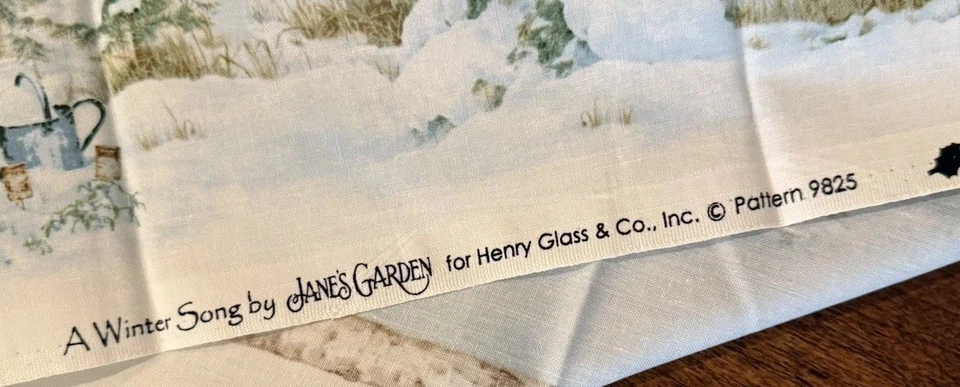 A Winter Song by JANE'S GARDEN for Henry Glass & Co., Inc. © Pattern 9825